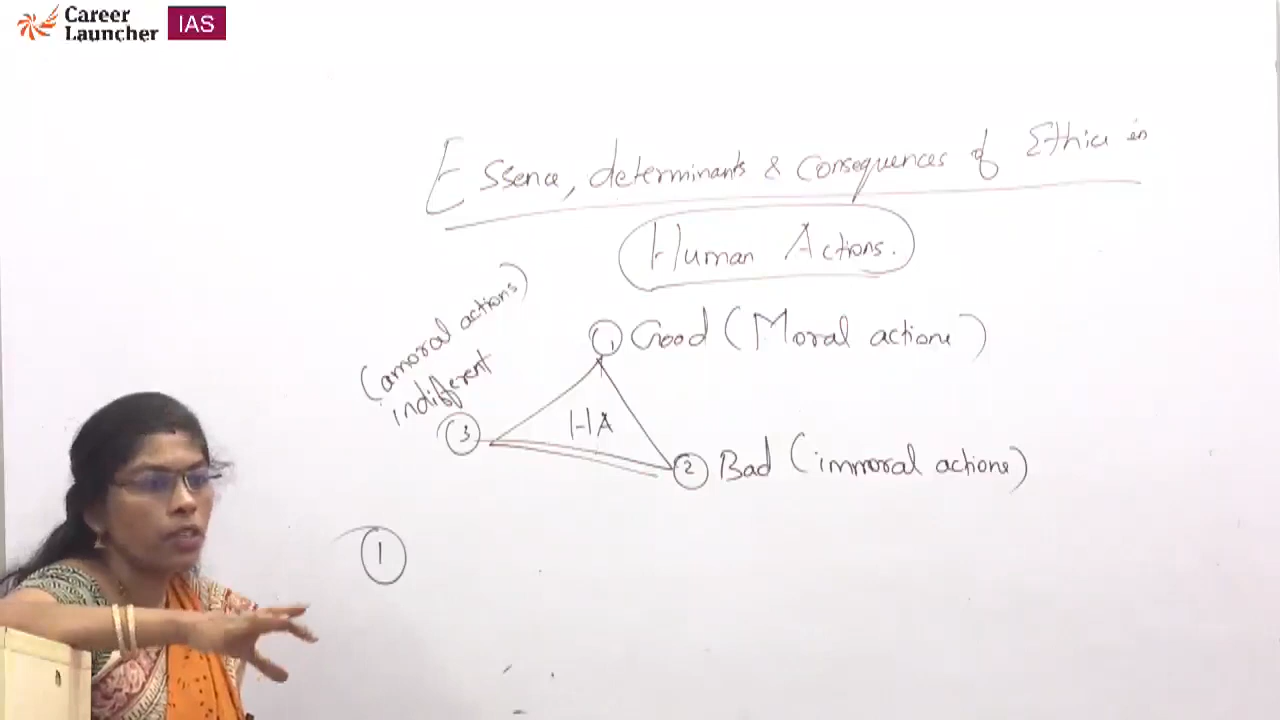 Career
Launcher
IAS
Essence, determinants & consequences of Ethics in
Human Actions.
(amoral actions)
indifferent
1 Good (Moral actions)
3
HA
2 Bad (immoral actions)
1